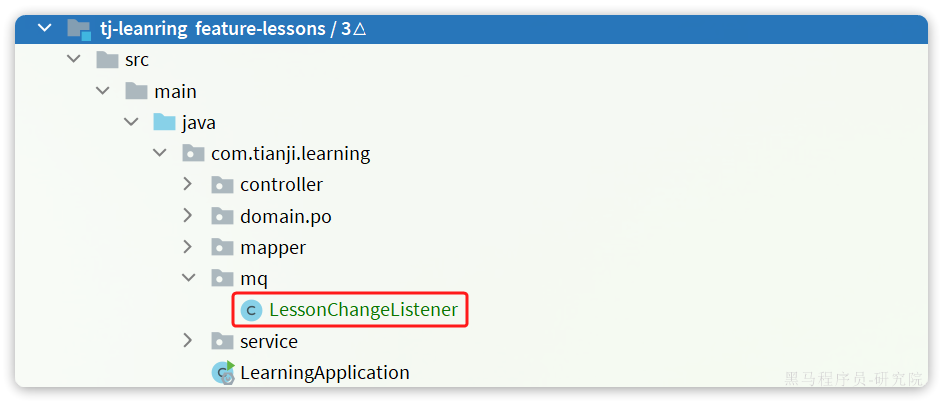 tj-leanring feature-lessons / 3△
src
main
java
com.tianji.learning
controller
domain.po
mapper
mq
C LessonChangeListener
service
LearningApplication
黑马程序员-研究院